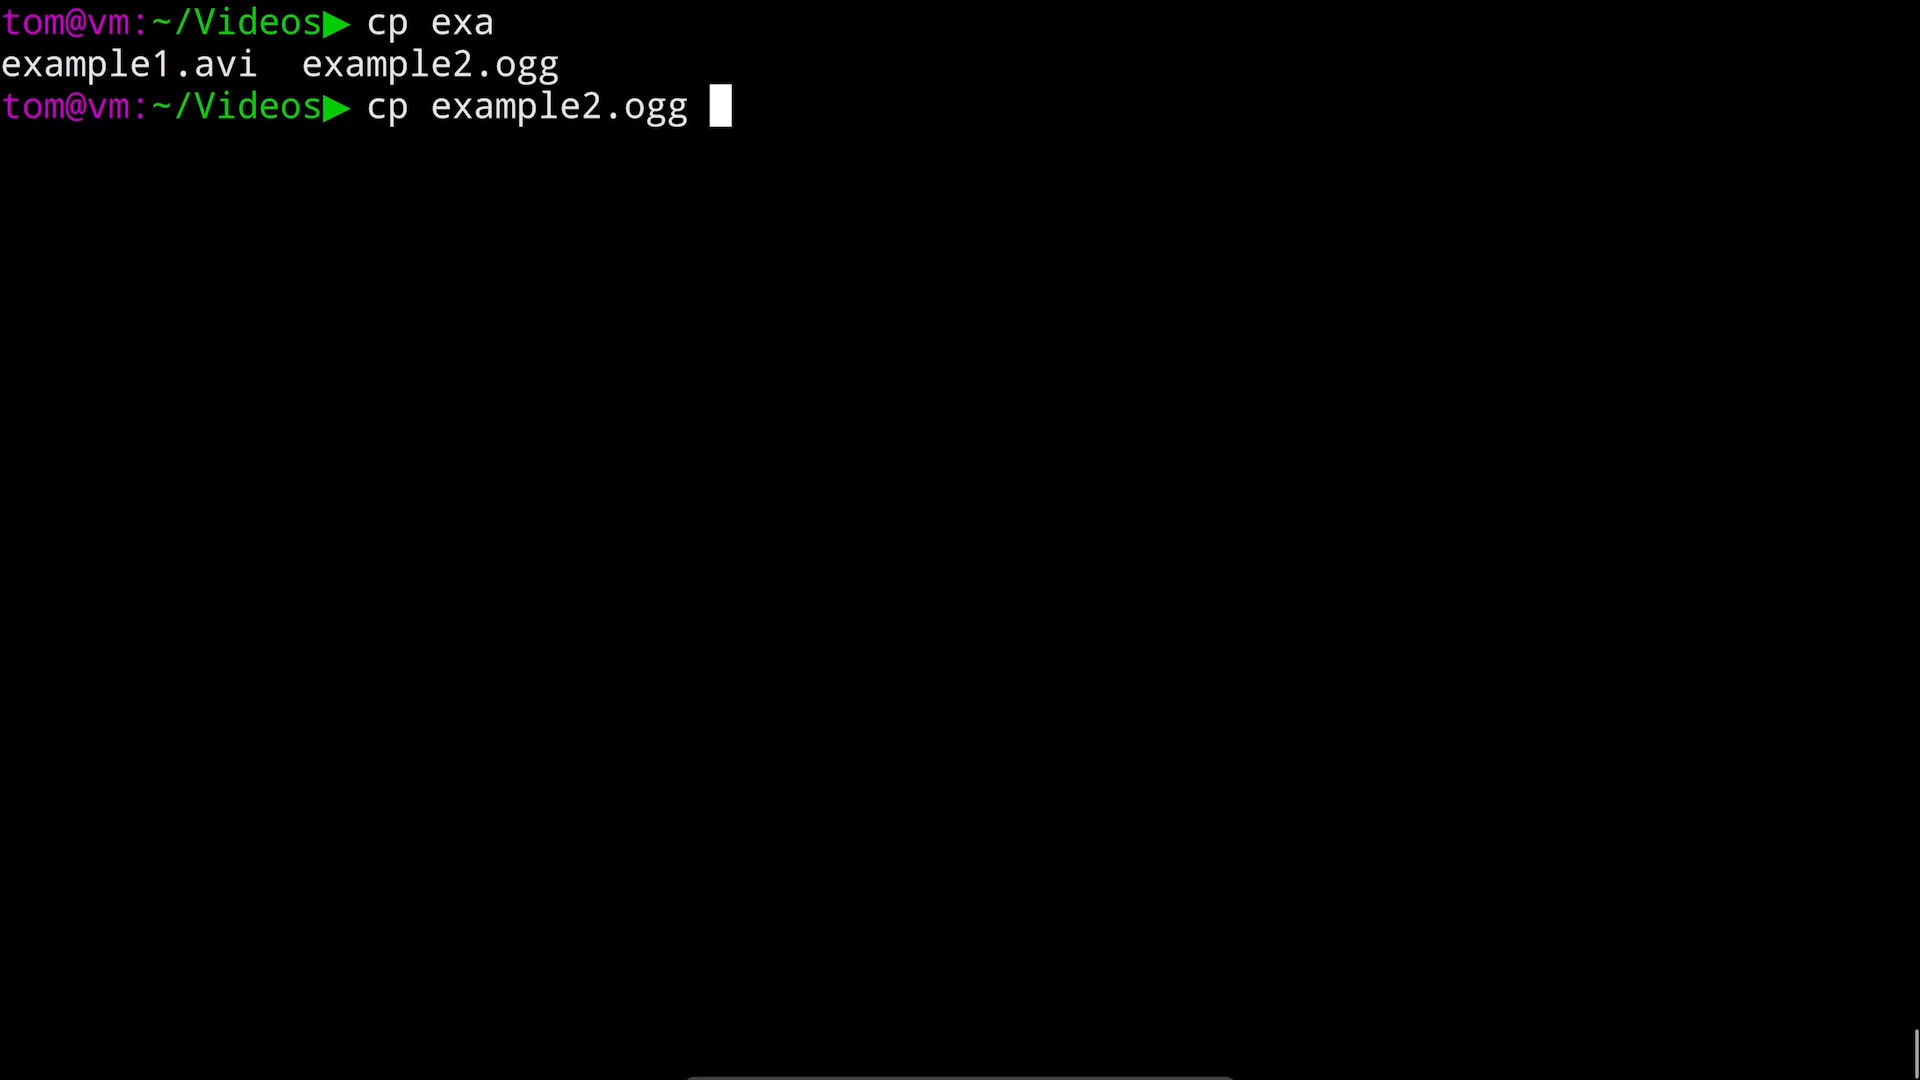 tom@vm:~/Videos▶ cp exa
example1.avi  example2.ogg
tom@vm:~/Videos▶ cp example2.ogg